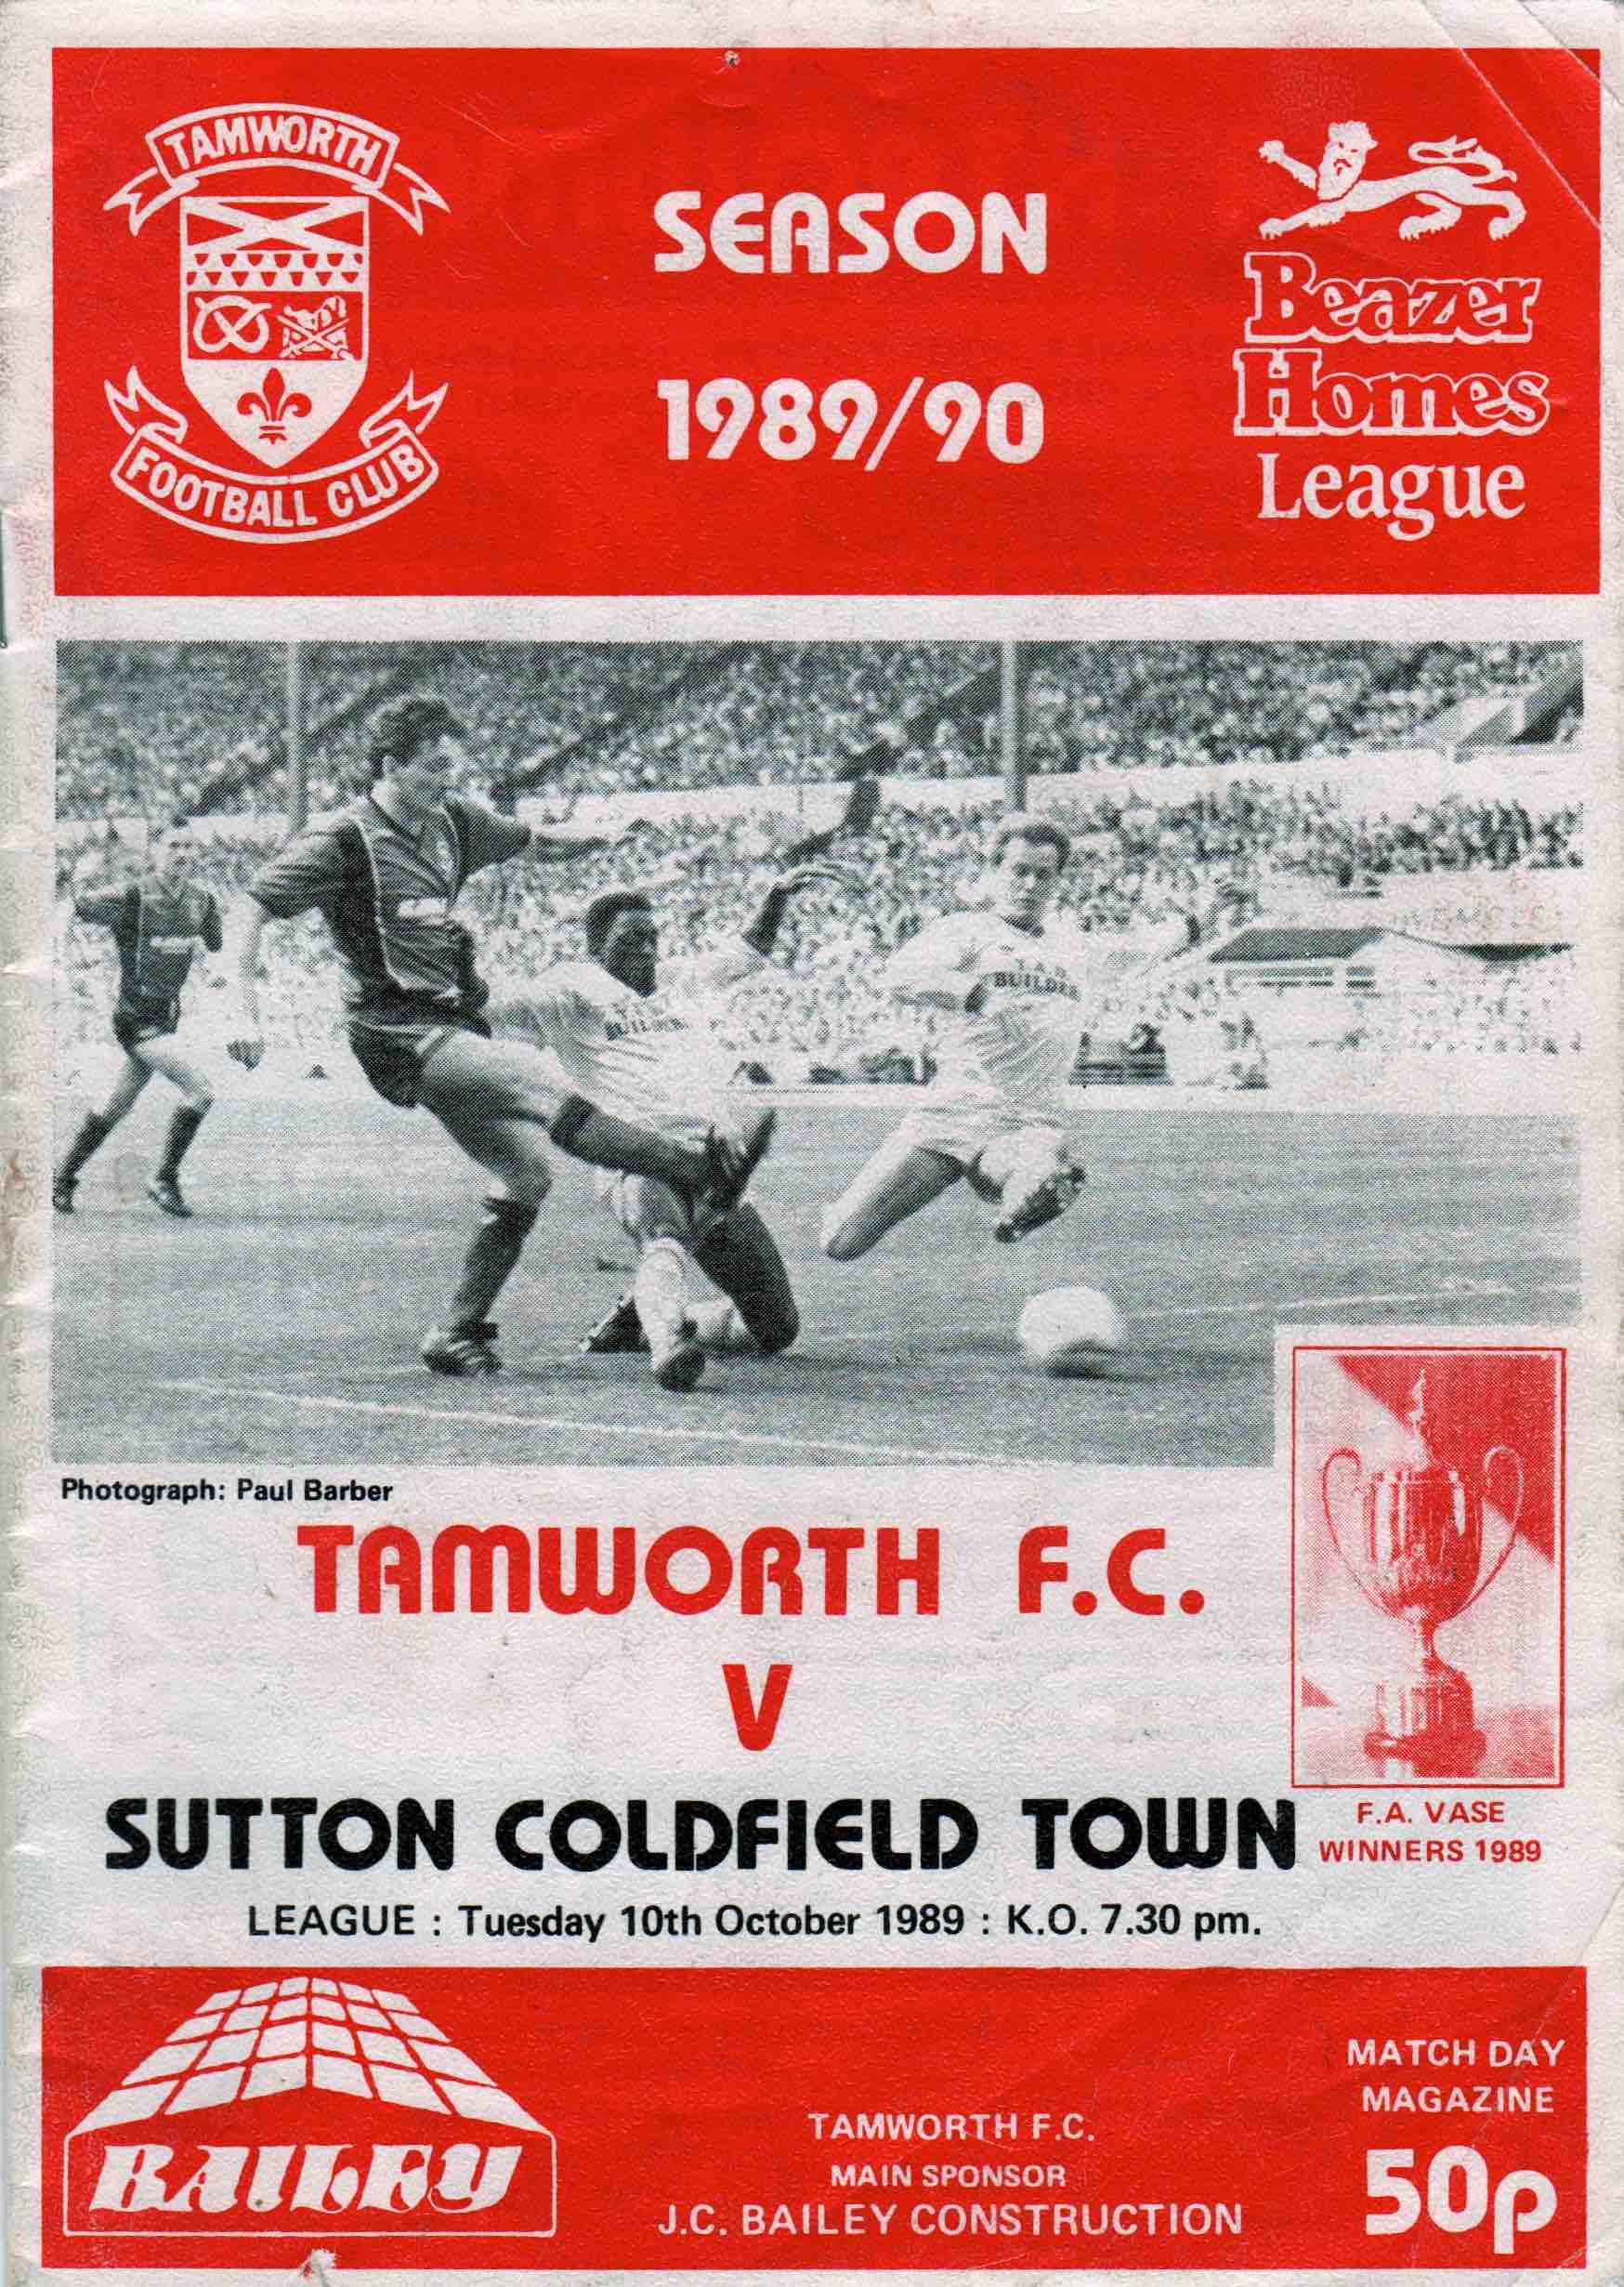 TAMWORTH
FOOTBALL CLUB
SEASON
1989/90
Beazer
Homes
League
BUILDER
Photograph: Paul Barber
TAMWORTH F.C.
V
SUTTON COLDFIELD TOWN
F.A. VASE
WINNERS 1989
LEAGUE : Tuesday 10th October 1989 : K.O. 7.30 pm.
BAILEY
TAMWORTH F.C.
MAIN SPONSOR
J.C. BAILEY CONSTRUCTION
MATCH DAY
MAGAZINE
50p